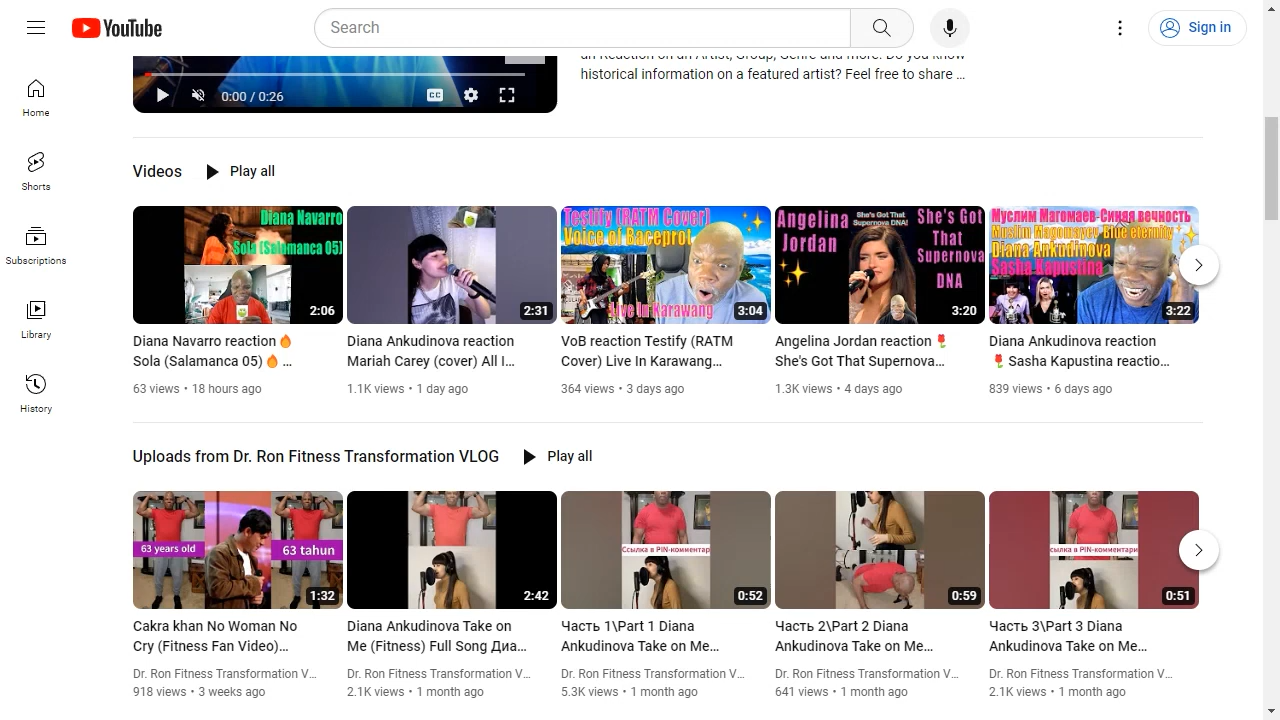 YouTube
Search
Sign in
Home
Shorts
Subscriptions
Library
History
an Reaction on an Artist, Group, Genre and more. Do you know
historical information on a featured artist? Feel free to share ...
0:00 / 0:26
CC
Videos
Play all
Diana Navarro
Sola (Salamanca 05)
2:06
Diana Navarro reaction🔥
Sola (Salamanca 05)🔥 ...
63 views • 18 hours ago
2:31
Diana Ankudinova reaction
Mariah Carey (cover) All I...
1.1K views • 1 day ago
Testify (RATM Cover)
Voice of Baceprot
Live In Karawang
3:04
VoB reaction Testify (RATM
Cover) Live In Karawang...
364 views • 3 days ago
Angelina
Jordan
She's Got That
Supernova DNA!
She's Got
That
Supernova
DNA
3:20
Angelina Jordan reaction🌷
She's Got That Supernova...
1.3K views • 4 days ago
Муслим Магомаев-Синяя вечность
Muslim Magomayev Blue eternity
Diana Ankudinova
Sasha Kapustina
3:22
Diana Ankudinova reaction
🌷Sasha Kapustina reactio...
839 views • 6 days ago
Uploads from Dr. Ron Fitness Transformation VLOG
Play all
63 years old
63 tahun
1:32
Cakra khan No Woman No
Cry (Fitness Fan Video)...
Dr. Ron Fitness Transformation V...
918 views • 3 weeks ago
2:42
Diana Ankudinova Take on
Me (Fitness) Full Song Диа...
Dr. Ron Fitness Transformation V...
2.1K views • 1 month ago
Ссылка в PIN-комментар
0:52
Часть 1\Part 1 Diana
Ankudinova Take on Me...
Dr. Ron Fitness Transformation V...
5.3K views • 1 month ago
0:59
Часть 2\Part 2 Diana
Ankudinova Take on Me...
Dr. Ron Fitness Transformation V...
641 views • 1 month ago
ссылка в PIN-комментари
0:51
Часть 3\Part 3 Diana
Ankudinova Take on Me...
Dr. Ron Fitness Transformation V...
2.1K views • 1 month ago